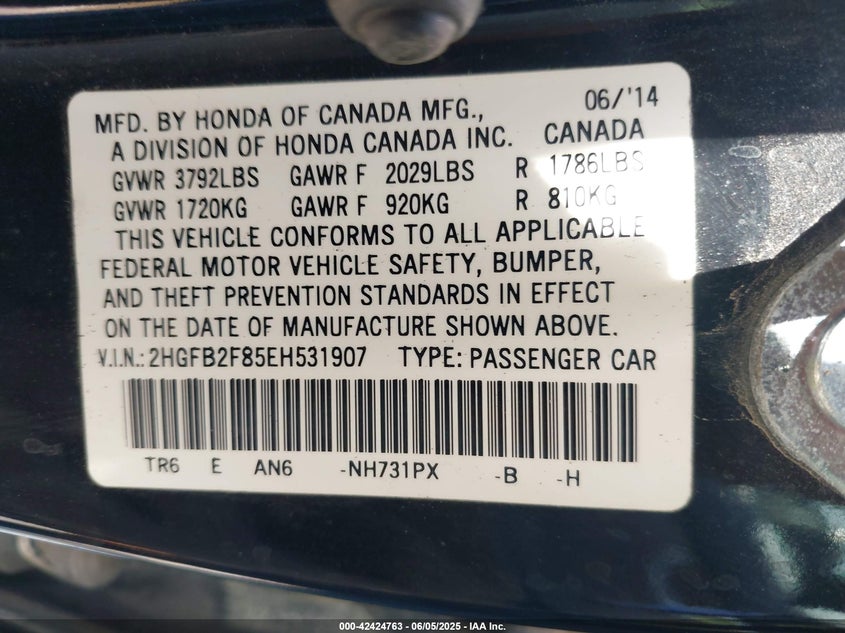 MFD. BY HONDA OF CANADA MFG., 06/'14
A DIVISION OF HONDA CANADA INC. CANADA
GVWR 3792LBS GAWR F 2029LBS R 1786LBS
GVWR 1720KG GAWR F 920KG R 810KG
THIS VEHICLE CONFORMS TO ALL APPLICABLE
FEDERAL MOTOR VEHICLE SAFETY, BUMPER,
AND THEFT PREVENTION STANDARDS IN EFFECT
ON THE DATE OF MANUFACTURE SHOWN ABOVE.
V.I.N.: 2HGFB2F85EH531907 TYPE: PASSENGER CAR
TR6 E AN6 -NH731PX -B -H
000-42424763 - 06/05/2025 - IAA Inc.